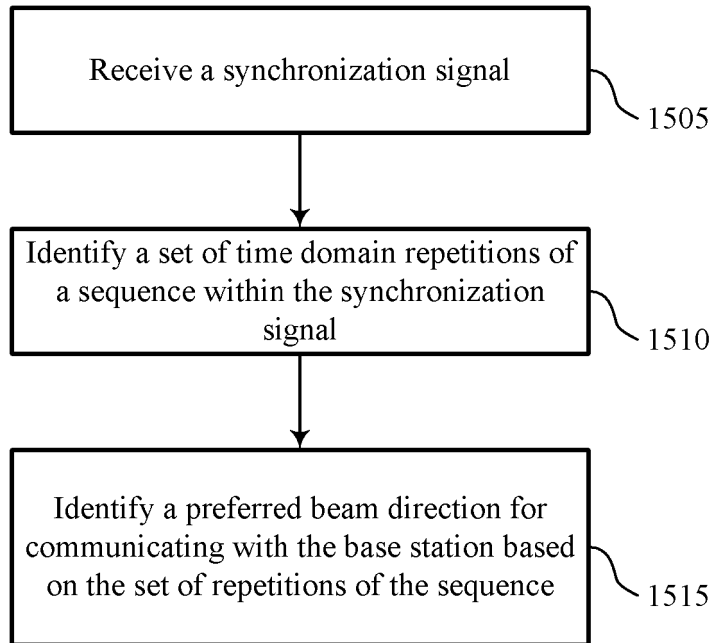 Receive a synchronization signal
1505
Identify a set of time domain repetitions of
a sequence within the synchronization
signal
1510
Identify a preferred beam direction for
communicating with the base station based
on the set of repetitions of the sequence
1515